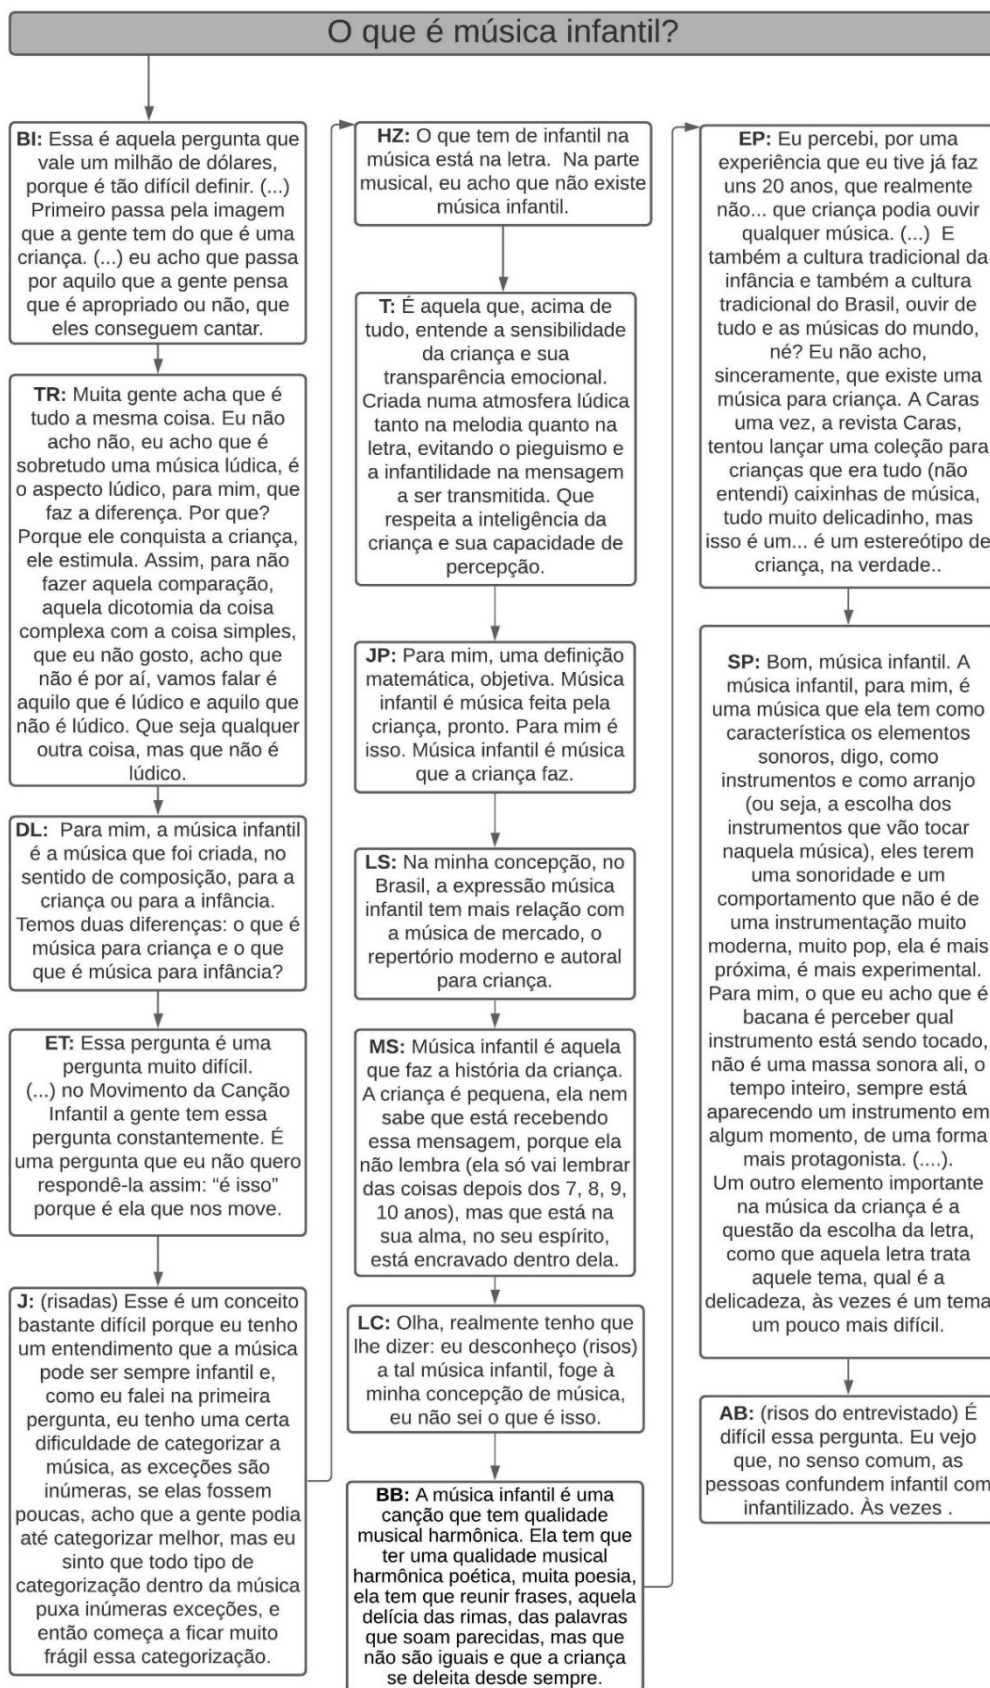 O que é música infantil?
BI: Essa é aquela pergunta que
vale um milhão de dólares,
porque é tão difícil definir. (...)
Primeiro passa pela imagem
que a gente tem do que é uma
criança. (...) eu acho que passa
por aquilo que a gente pensa
que é apropriado ou não, que
eles conseguem cantar.
TR: Muita gente acha que é
tudo a mesma coisa. Eu não
acho não, eu acho que é
sobretudo uma música lúdica, é
o aspecto lúdico, para mim, que
faz a diferença. Por que?
Porque ele conquista a criança,
ele estimula. Assim, para não
fazer aquela comparação,
aquela dicotomia da coisa
complexa com a coisa simples,
que eu não gosto, acho que
não é por aí, vamos falar é
aquilo que é lúdico e aquilo que
não é lúdico. Que seja qualquer
outra coisa, mas que não é
lúdico.
DL: Para mim, a música infantil
é a música que foi criada, no
sentido de composição, para a
criança ou para a infância.
Temos duas diferenças: o que é
música para criança e o que
que é música para infância?
ET: Essa pergunta é uma
pergunta muito difícil.
(...) no Movimento da Canção
Infantil a gente tem essa
pergunta constantemente. É
uma pergunta que eu não quero
respondê-la assim: “é isso”
porque é ela que nos move.
J: (risadas) Esse é um conceito
bastante difícil porque eu tenho
um entendimento que a música
pode ser sempre infantil e,
como eu falei na primeira
pergunta, eu tenho uma certa
dificuldade de categorizar a
música, as exceções são
inúmeras, se elas fossem
poucas, acho que a gente podia
até categorizar melhor, mas eu
sinto que todo tipo de
categorização dentro da música
puxa inúmeras exceções, e
então começa a ficar muito
frágil essa categorização.
HZ: O que tem de infantil na
música está na letra. Na parte
musical, eu acho que não existe
música infantil.
T: É aquela que, acima de
tudo, entende a sensibilidade
da criança e sua
transparência emocional.
Criada numa atmosfera lúdica
tanto na melodia quanto na
letra, evitando o pieguismo e
a infantilidade na mensagem
a ser transmitida. Que
respeita a inteligência da
criança e sua capacidade de
percepção.
JP: Para mim, uma definição
matemática, objetiva. Música
infantil é música feita pela
criança, pronto. Para mim é
isso. Música infantil é música
que a criança faz.
LS: Na minha concepção, no
Brasil, a expressão música
infantil tem mais relação com
a música de mercado, o
repertório moderno e autoral
para criança.
MS: Música infantil é aquela
que faz a história da criança.
A criança é pequena, ela nem
sabe que está recebendo
essa mensagem, porque ela
não lembra (ela só vai lembrar
das coisas depois dos 7, 8, 9,
10 anos), mas que está na
sua alma, no seu espírito,
está encravado dentro dela.
LC: Olha, realmente tenho que
lhe dizer: eu desconheço (risos)
a tal música infantil, foge à
minha concepção de música,
eu não sei o que é isso.
BB: A música infantil é uma
canção que tem qualidade
musical harmônica. Ela tem que
ter uma qualidade musical
harmônica poética, muita poesia,
ela tem que reunir frases, aquela
delícia das rimas, das palavras
que soam parecidas, mas que
não são iguais e que a criança
se deleita desde sempre.
EP: Eu percebi, por uma
experiência que eu tive já faz
uns 20 anos, que realmente
não... que criança podia ouvir
qualquer música. (...) E
também a cultura tradicional da
infância e também a cultura
tradicional do Brasil, ouvir de
tudo e as músicas do mundo,
né? Eu não acho,
sinceramente, que existe uma
música para criança. A Caras
uma vez, a revista Caras,
tentou lançar uma coleção para
crianças que era tudo (não
entendi) caixinhas de música,
tudo muito delicadinho, mas
isso é um... é um estereótipo de
criança, na verdade..
SP: Bom, música infantil. A
música infantil, para mim, é
uma música que ela tem como
característica os elementos
sonoros, digo, como
instrumentos e como arranjo
(ou seja, a escolha dos
instrumentos que vão tocar
naquela música), eles terem
uma sonoridade e um
comportamento que não é de
uma instrumentação muito
moderna, muito pop, ela é mais
próxima, é mais experimental.
Para mim, o que eu acho que é
bacana é perceber qual
instrumento está sendo tocado,
não é uma massa sonora ali, o
tempo inteiro, sempre está
aparecendo um instrumento em
algum momento, de uma forma
mais protagonista. (....).
Um outro elemento importante
na música da criança é a
questão da escolha da letra,
como que aquela letra trata
aquele tema, qual é a
delicadeza, às vezes é um tema
um pouco mais difícil.
AB: (risos do entrevistado) É
difícil essa pergunta. Eu vejo
que, no senso comum, as
pessoas confundem infantil com
infantilizado. Às vezes .